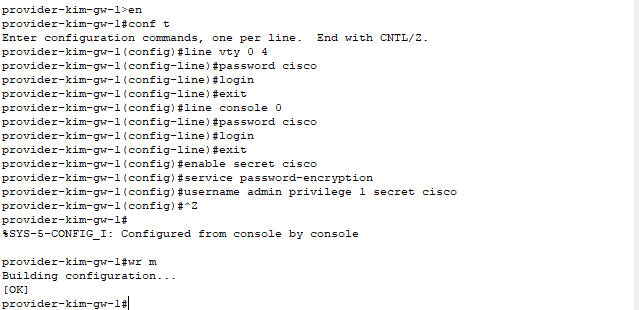 provider-kim-gw-1>en
provider-kim-gw-1#conf t
Enter configuration commands, one per line.  End with CNTL/Z.
provider-kim-gw-1(config)#line vty 0 4
provider-kim-gw-1(config-line)#password cisco
provider-kim-gw-1(config-line)#login
provider-kim-gw-1(config-line)#exit
provider-kim-gw-1(config)#line console 0
provider-kim-gw-1(config-line)#password cisco
provider-kim-gw-1(config-line)#login
provider-kim-gw-1(config-line)#exit
provider-kim-gw-1(config)#enable secret cisco
provider-kim-gw-1(config)#service password-encryption
provider-kim-gw-1(config)#username admin privilege 1 secret cisco
provider-kim-gw-1(config)#^Z
provider-kim-gw-1#
%SYS-5-CONFIG_I: Configured from console by console
provider-kim-gw-1#wr m
Building configuration...
[OK]
provider-kim-gw-1#